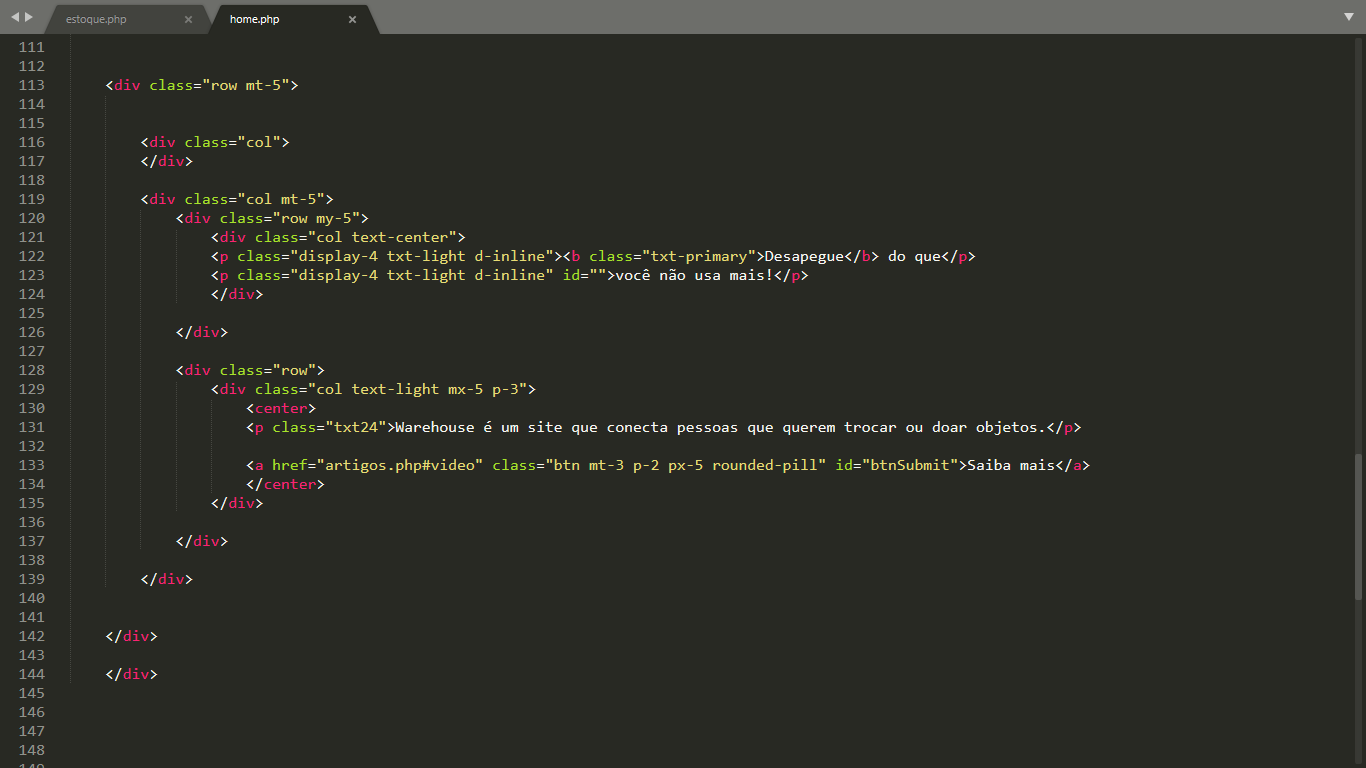 estoque.php × home.php ×
111
112
113 <div class="row mt-5">
114
115
116 <div class="col">
117 </div>
118
119 <div class="col mt-5">
120 <div class="row my-5">
121 <div class="col text-center">
122 <p class="display-4 txt-light d-inline"><b class="txt-primary">Desapegue</b> do que</p>
123 <p class="display-4 txt-light d-inline" id="">você não usa mais!</p>
124 </div>
125
126 </div>
127
128 <div class="row">
129 <div class="col text-light mx-5 p-3">
130 <center>
131 <p class="txt24">Warehouse é um site que conecta pessoas que querem trocar ou doar objetos.</p>
132
133 <a href="artigos.php#video" class="btn mt-3 p-2 px-5 rounded-pill" id="btnSubmit">Saiba mais</a>
134 </center>
135 </div>
136
137 </div>
138
139 </div>
140
141
142 </div>
143
144 </div>
145
146
147
148